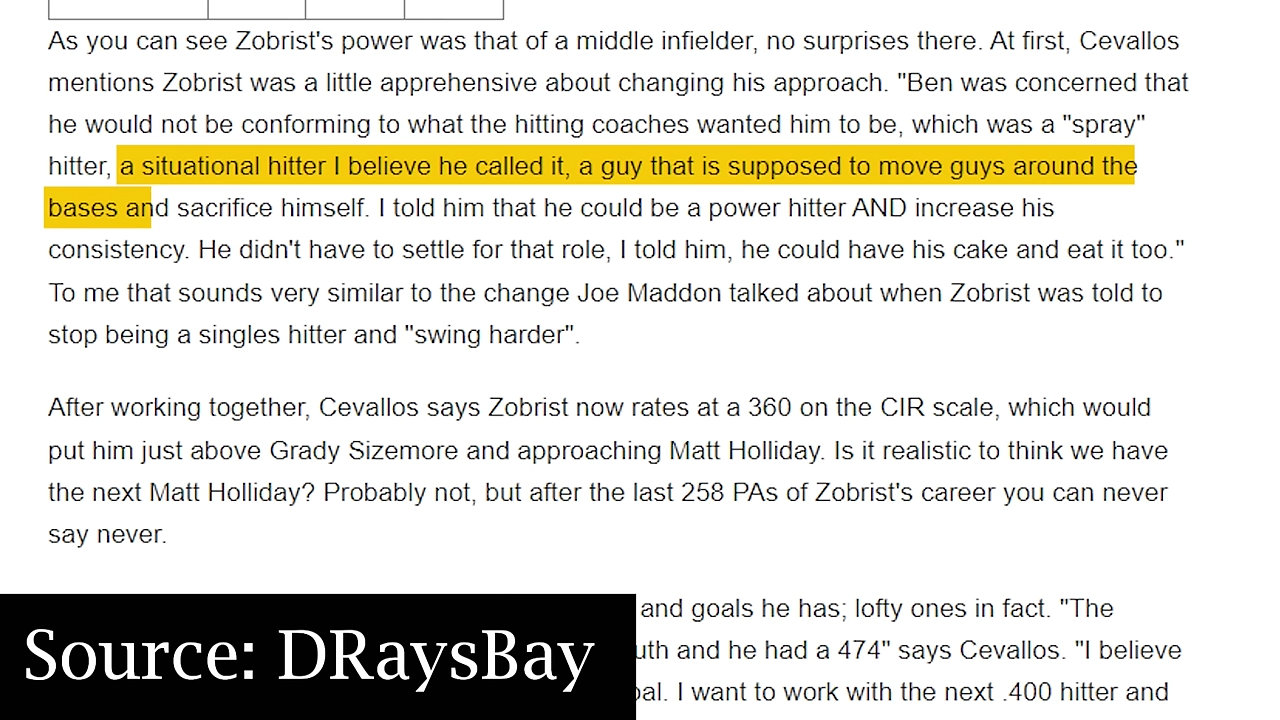 As you can see Zobrist's power was that of a middle infielder, no surprises there. At first, Cevallos
mentions Zobrist was a little apprehensive about changing his approach. "Ben was concerned that
he would not be conforming to what the hitting coaches wanted him to be, which was a "spray"
hitter, a situational hitter I believe he called it, a guy that is supposed to move guys around the
bases and sacrifice himself. I told him that he could be a power hitter AND increase his
consistency. He didn't have to settle for that role, I told him, he could have his cake and eat it too."
To me that sounds very similar to the change Joe Maddon talked about when Zobrist was told to
stop being a singles hitter and "swing harder".
After working together, Cevallos says Zobrist now rates at a 360 on the CIR scale, which would
put him just above Grady Sizemore and approaching Matt Holliday. Is it realistic to think we have
the next Matt Holliday? Probably not, but after the last 258 PAs of Zobrist's career you can never
say never.
and goals he has; lofty ones in fact. "The
and he had a 474" says Cevallos. "I believe
I want to work with the next .400 hitter and
Source: DRaysBay